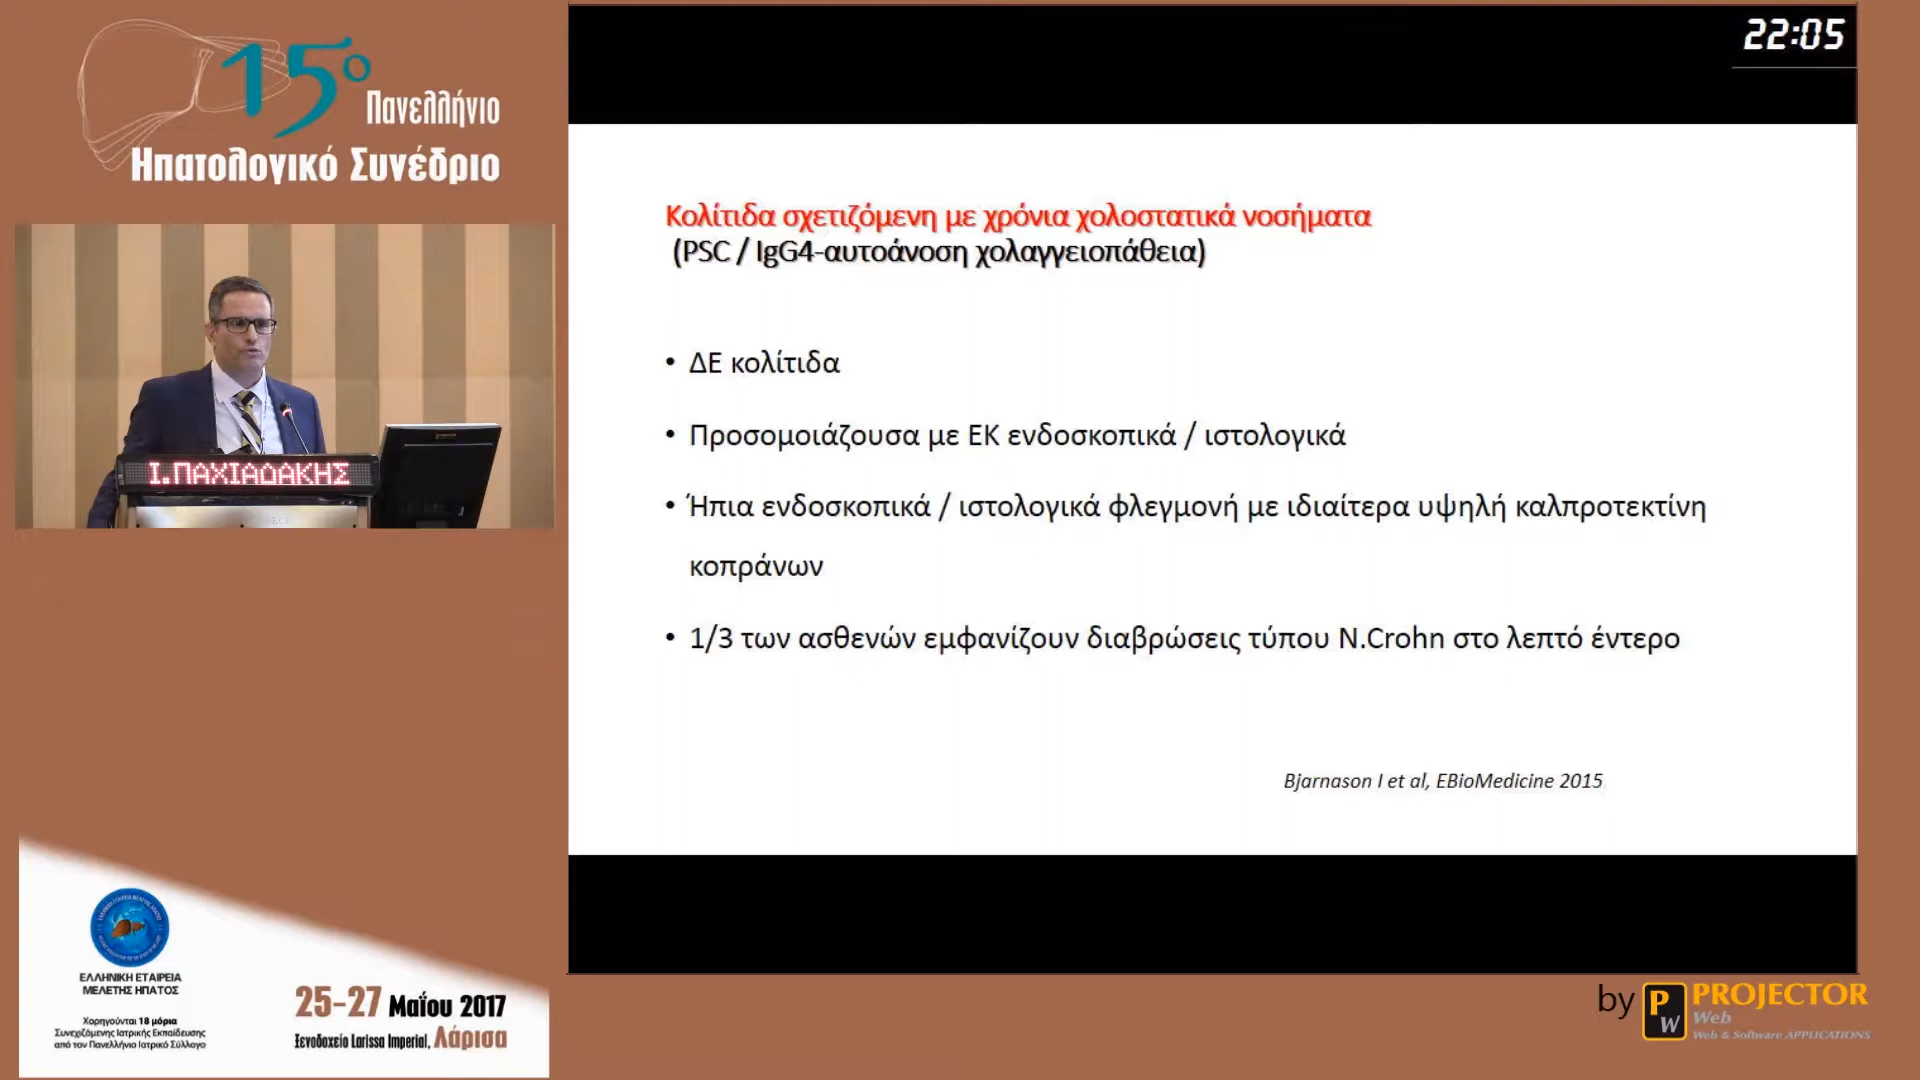 15ο
Πανελλήνιο
Ηπατολογικό Συνέδριο
Ι.ΠΑΧΙΑΔΑΚΗΣ
ΕΛΛΗΝΙΚΗ ΕΤΑΙΡΕΙΑ
ΜΕΛΕΤΗΣ ΗΠΑΤΟΣ
Χορηγούνται 18 μόρια
Συνεχιζόμενης Ιατρικής Εκπαίδευσης
από τον Πανελλήνιο Ιατρικό Σύλλογο
25-27 Μαΐου 2017
Ξενοδοχείο Larissa Imperial, Λάρισα
22:05
Κολίτιδα σχετιζόμενη με χρόνια χολοστατικά νοσήματα
(PSC / IgG4-αυτοάνοση χολαγγειοπάθεια)
• ΔΕ κολίτιδα
• Προσομοιάζουσα με ΕΚ ενδοσκοπικά / ιστολογικά
• Ήπια ενδοσκοπικά / ιστολογικά φλεγμονή με ιδιαίτερα υψηλή καλπροτεκτίνη
κοπράνων
• 1/3 των ασθενών εμφανίζουν διαβρώσεις τύπου N.Crohn στο λεπτό έντερο
Bjarnason I et al, EBioMedicine 2015
by PW PROJECTOR
Web
Web & Software APPLICATIONS